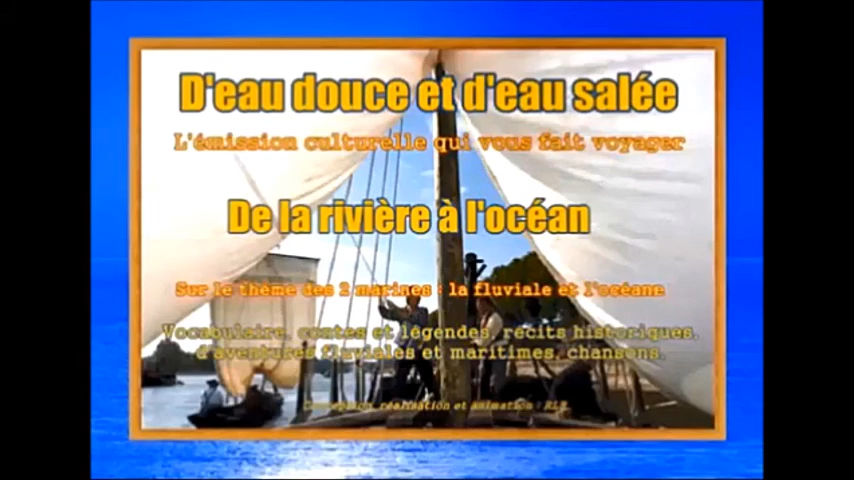 D'eau douce et d'eau salée
L'émission culturelle qui vous fait voyager
De la rivière à l'océan
Sur le thème des 2 marines : la fluviale et l'océane
Vocabulaire, contes et légendes, récits historiques,
d'aventures fluviales et maritimes, chansons.
Conception, réalisation et animation :